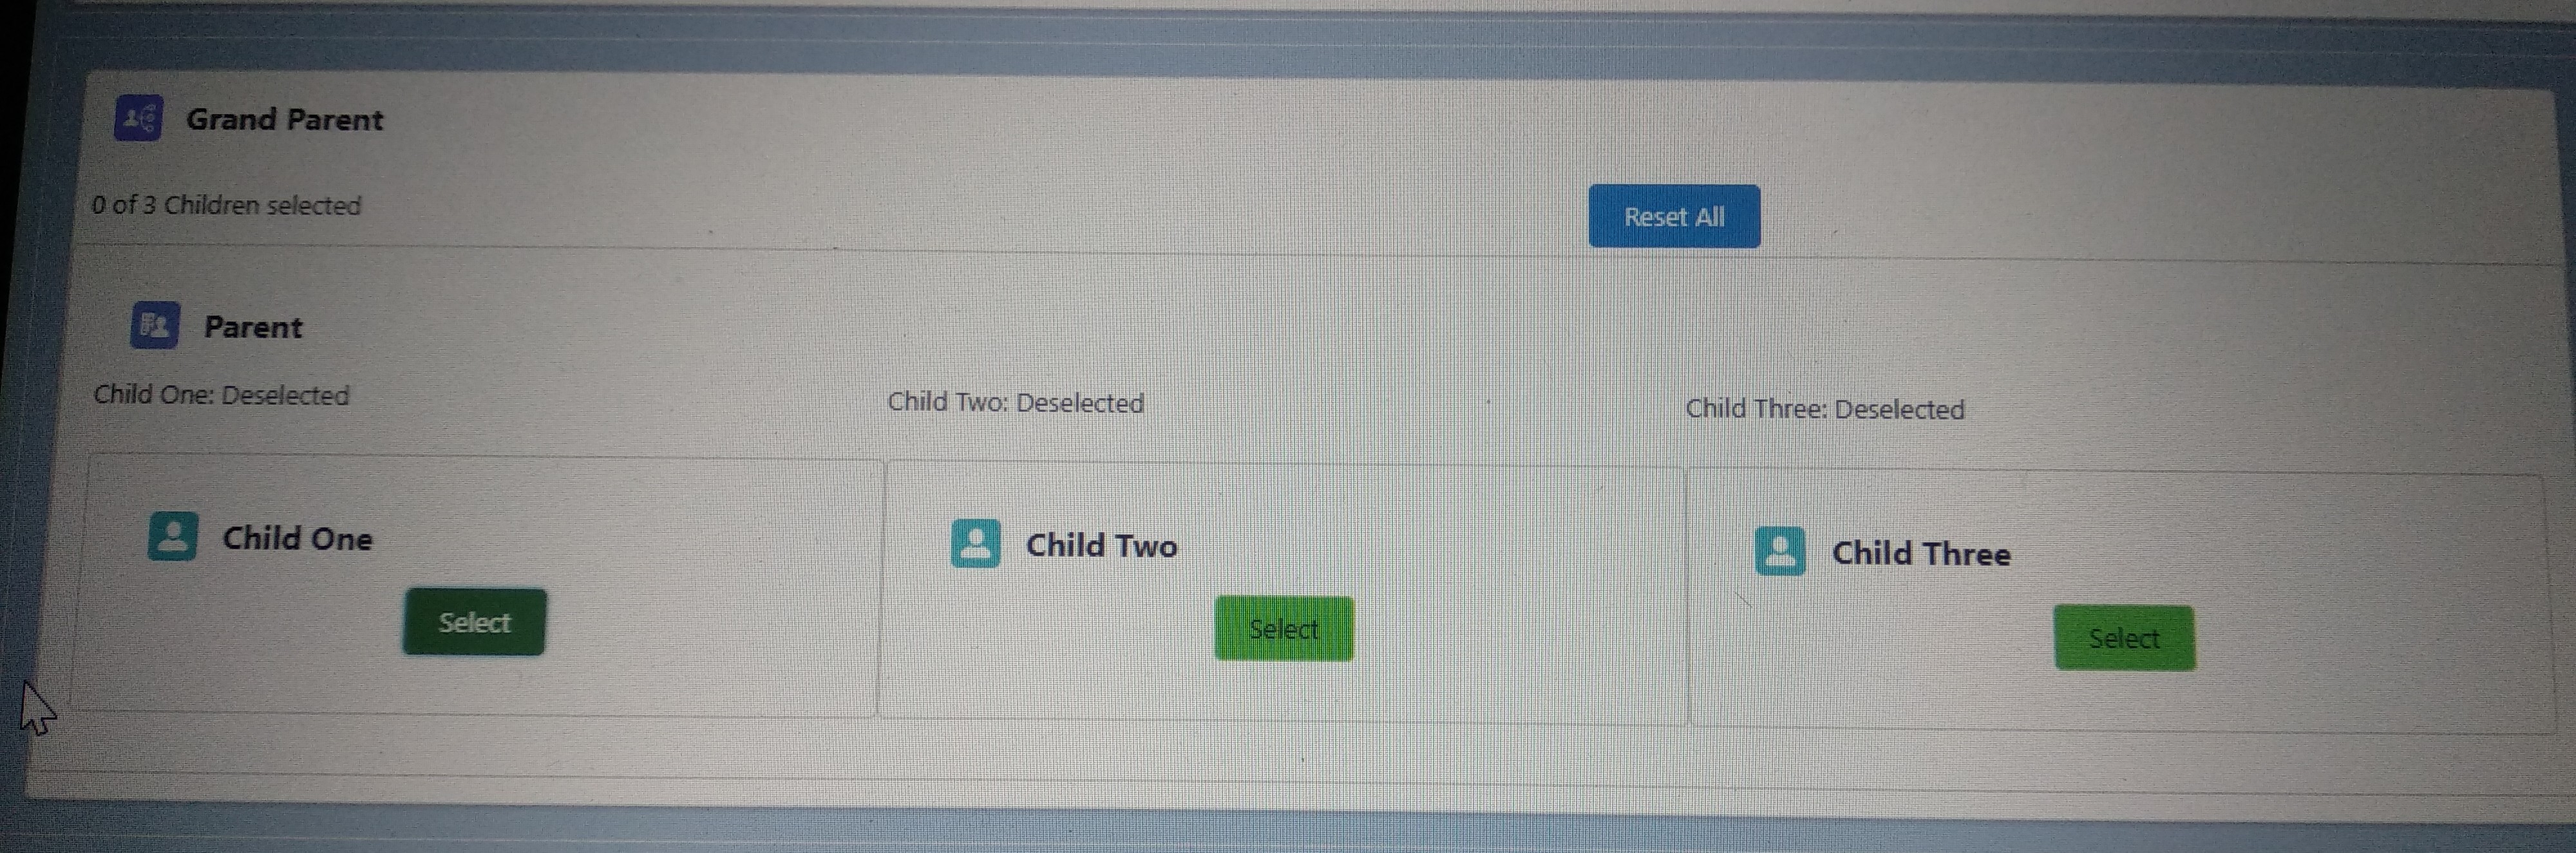 Grand Parent
0 of 3 Children selected
Reset All
Parent
Child One: Deselected
Child Two: Deselected
Child Three: Deselected
Child One
Child Two
Child Three
Select
Select
Select